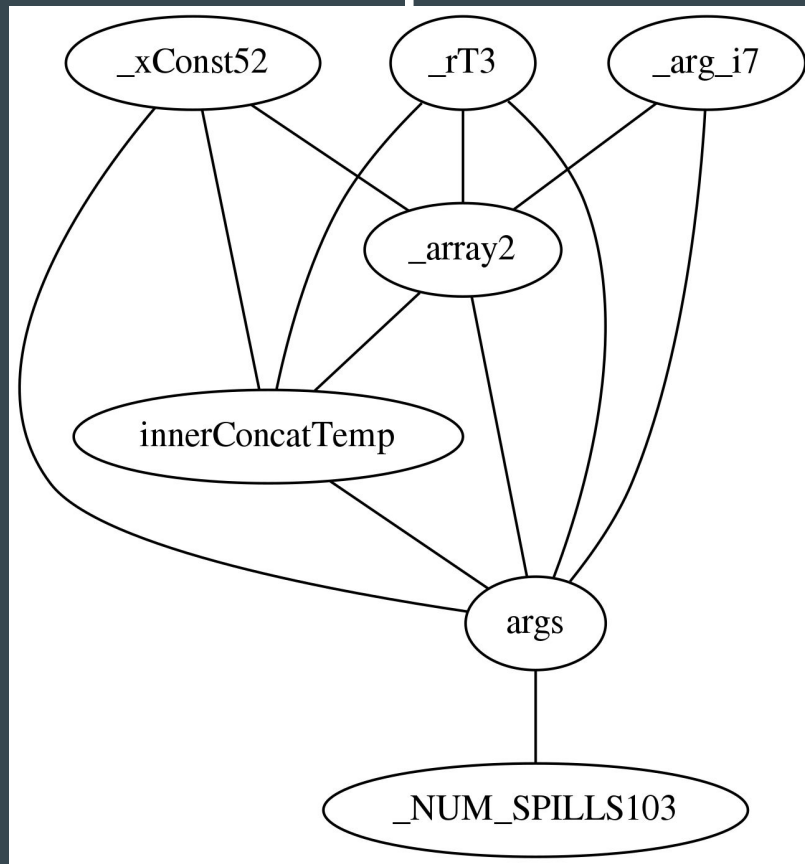 _xConst52
_rT3
_arg_i7
_array2
innerConcatTemp
args
_NUM_SPILLS103